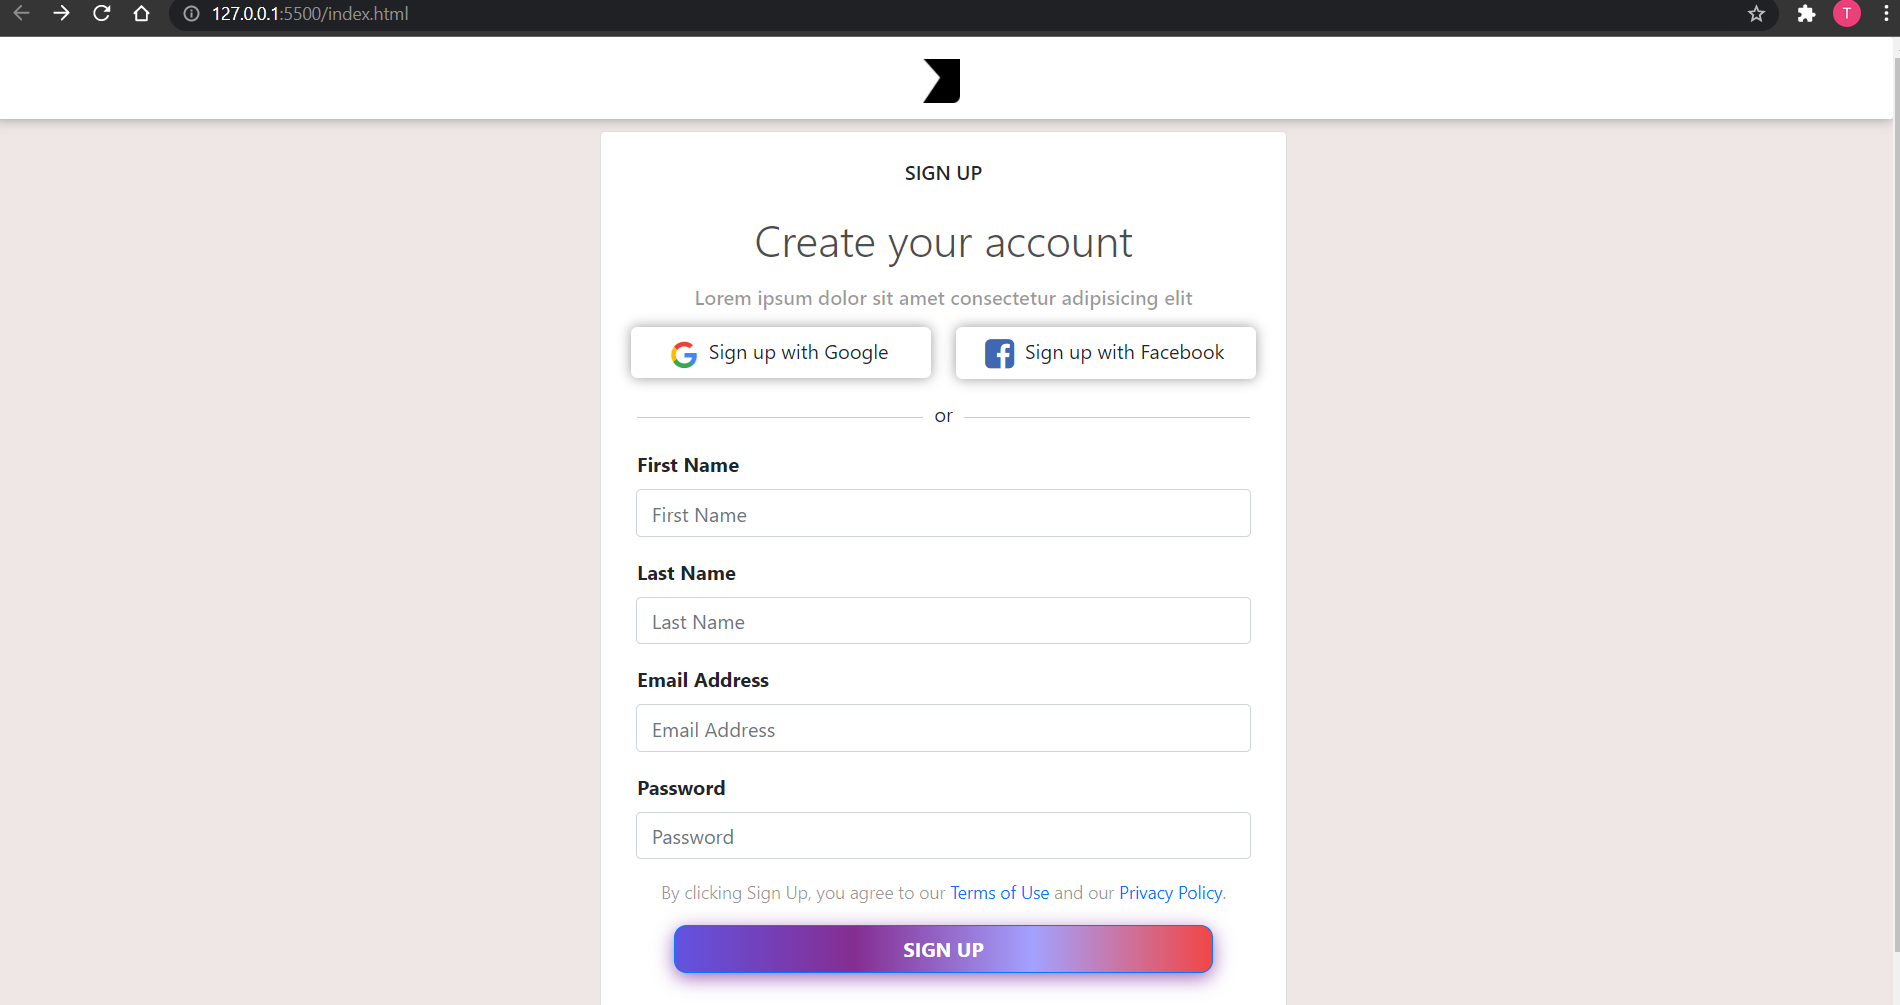 127.0.0.1:5500/index.html
T
SIGN UP
Create your account
Lorem ipsum dolor sit amet consectetur adipisicing elit
Sign up with Google Sign up with Facebook
or
First Name
First Name
Last Name
Last Name
Email Address
Email Address
Password
Password
By clicking Sign Up, you agree to our Terms of Use and our Privacy Policy.
SIGN UP